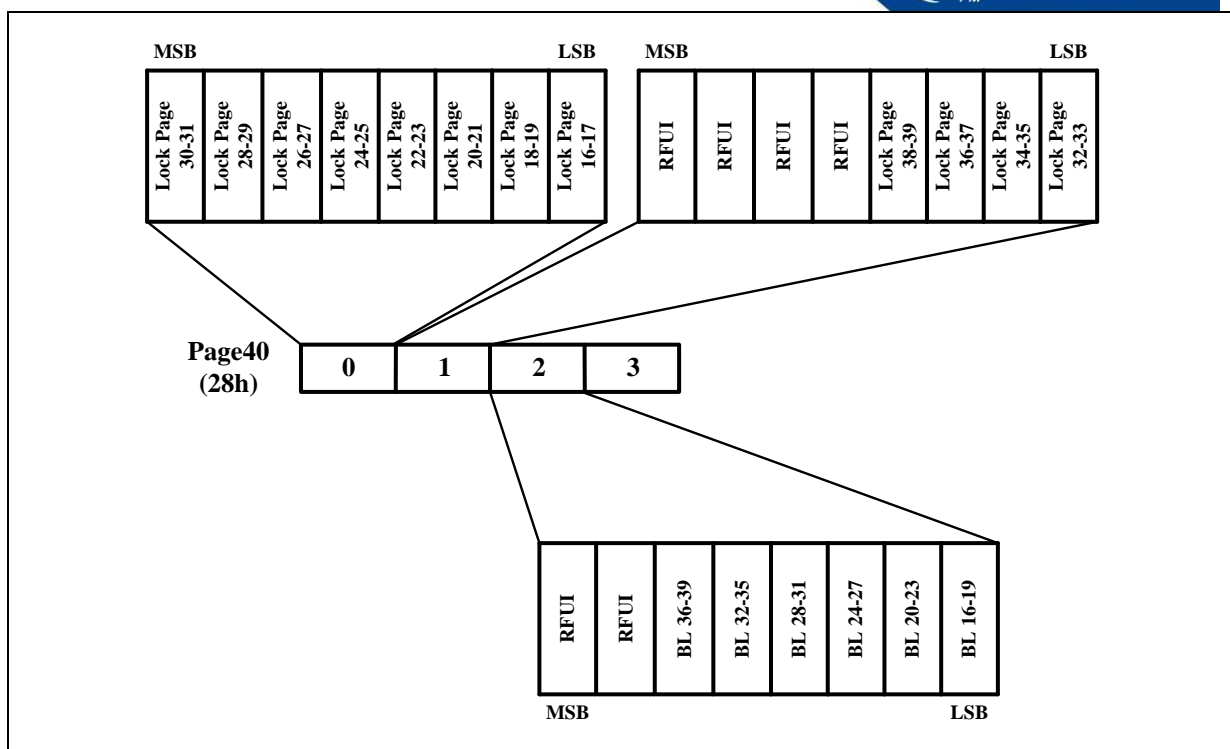 MSB
LSB
MSB
LSB
Lock Page
30-31
Lock Page
28-29
Lock Page
26-27
Lock Page
24-25
Lock Page
22-23
Lock Page
20-21
Lock Page
18-19
Lock Page
16-17
RFUI
RFUI
RFUI
RFUI
Lock Page
38-39
Lock Page
36-37
Lock Page
34-35
Lock Page
32-33
Page40
(28h)
0
1
2
3
RFUI
RFUI
BL 36-39
BL 32-35
BL 28-31
BL 24-27
BL 20-23
BL 16-19
MSB
LSB